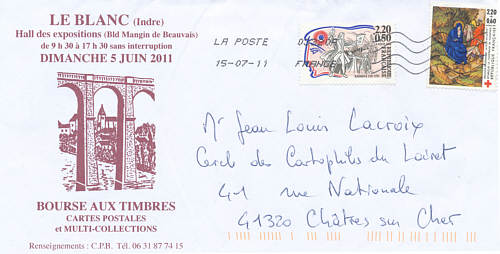 LE BLANC (Indre)
Hall des expositions (Bld Mangin de Beauvais)
de 9 h 30 à 17 h 30 sans interruption
DIMANCHE 5 JUIN 2011
BOURSE AUX TIMBRES
CARTES POSTALES
et MULTI-COLLECTIONS
Renseignements : C.P.B. Tél. 06 31 87 74 15
LA POSTE
15-07-11
FRANCE
2,20
0,50
2,20
0,60
Mr Jean Louis Lacroix
Cercle des Cartophiles du Loiret
41 rue Nationale
41320 Châtres sur Cher